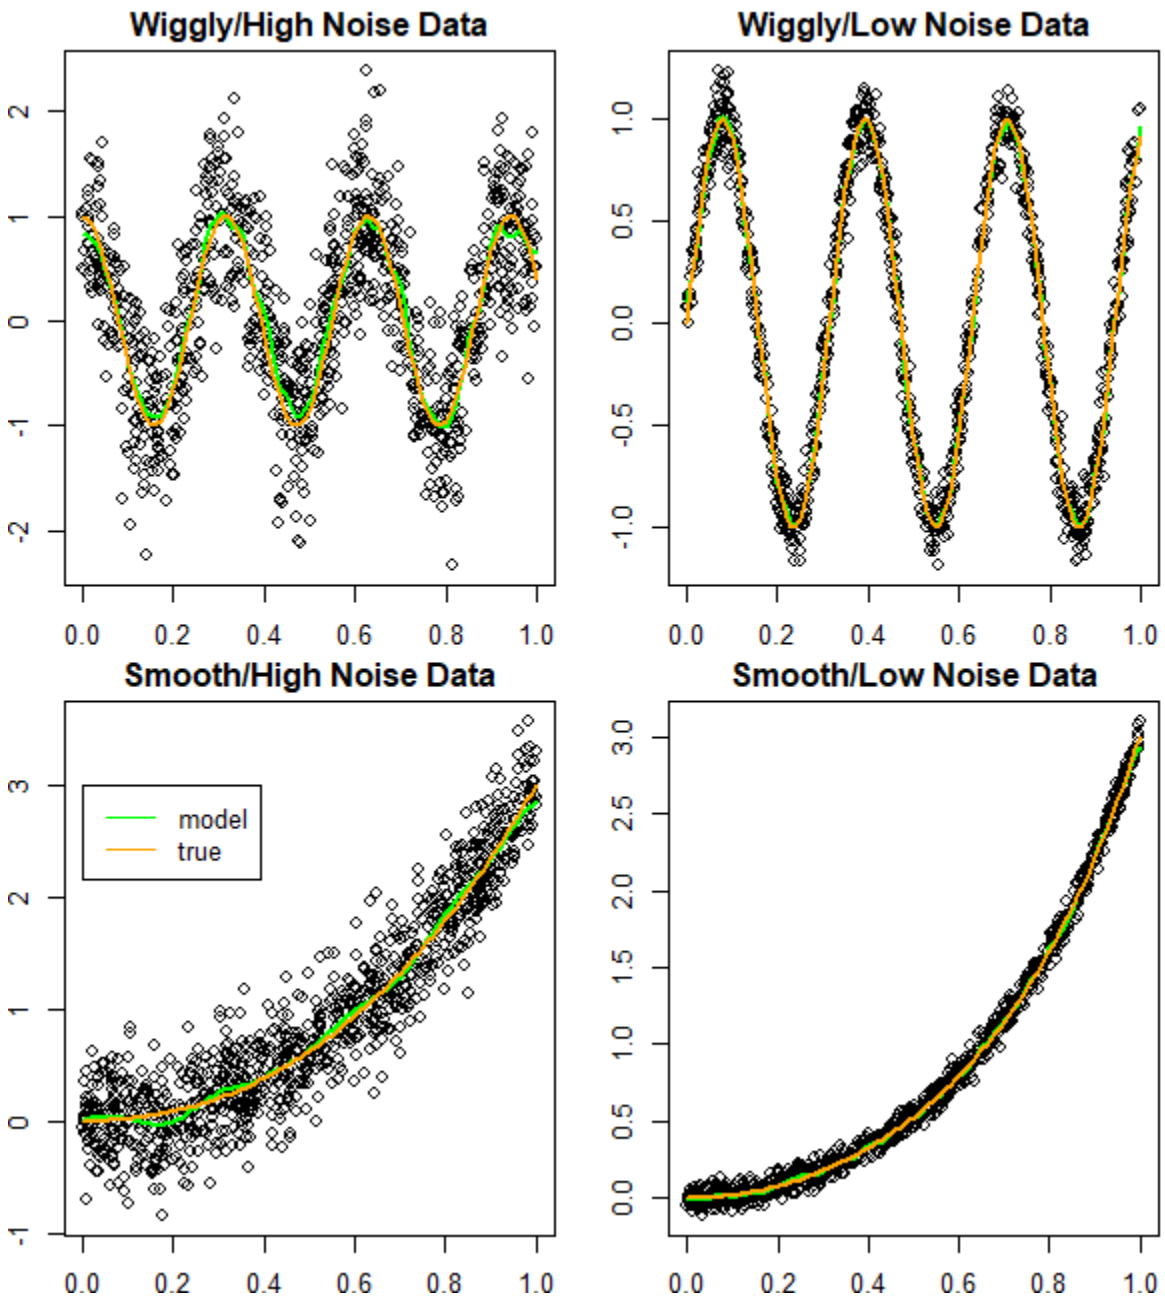 Wiggly/High Noise Data
2
1
0
-1
-2
0.0 0.2 0.4 0.6 0.8 1.0
Wiggly/Low Noise Data
1.0
0.5
0.0
-0.5
-1.0
0.0 0.2 0.4 0.6 0.8 1.0
Smooth/High Noise Data
3
2
1
0
-1
model
true
0.0 0.2 0.4 0.6 0.8 1.0
Smooth/Low Noise Data
3.0
2.5
2.0
1.5
1.0
0.5
0.0
0.0 0.2 0.4 0.6 0.8 1.0